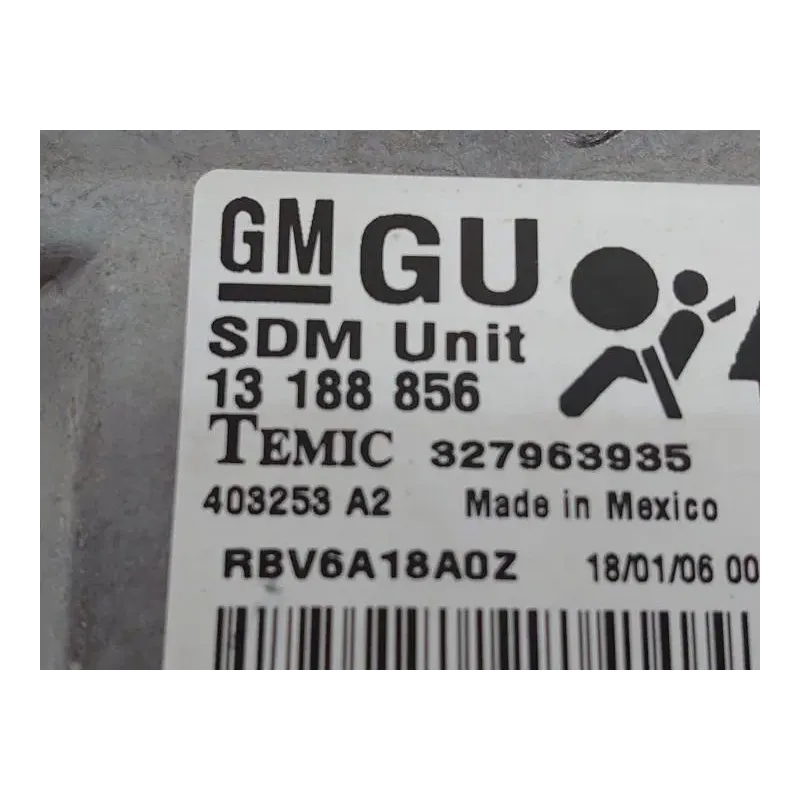 GM GU
SDM Unit
13 188 856
TEMIC 327963935
403253 A2 Made in Mexico
RBV6A18A0Z 18/01/06 00